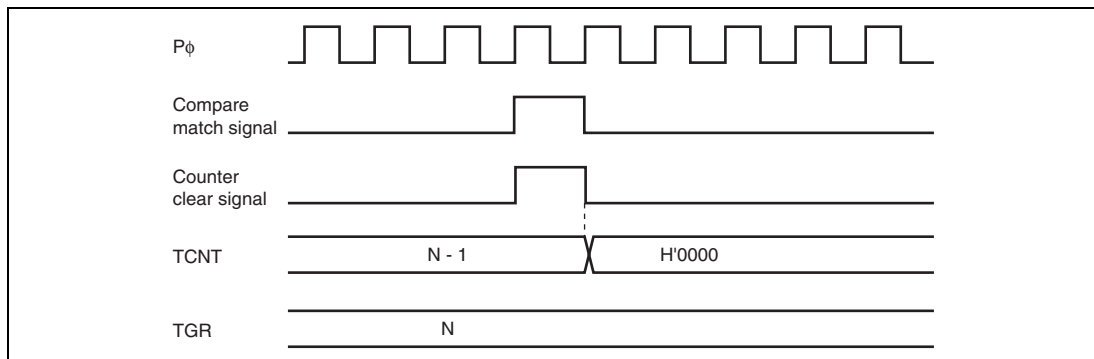 Pϕ
Compare
match signal
Counter
clear signal
TCNT
N - 1
H'0000
TGR
N